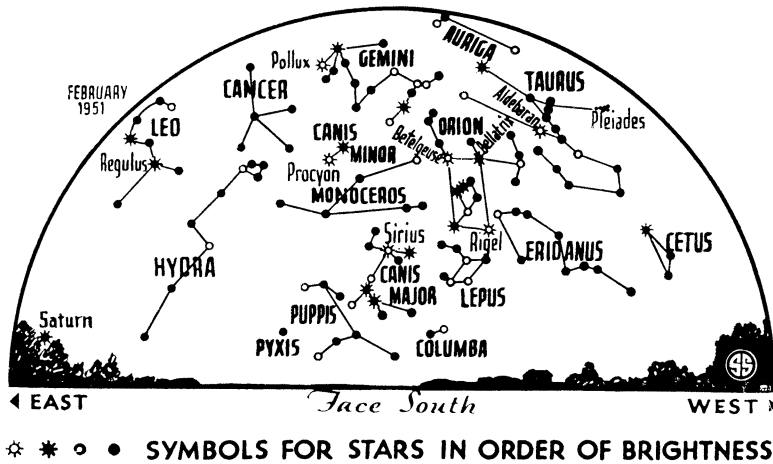 AURIGA
GEMINI
Pollux
TAURUS
CANCER
FEBRUARY
1951
Aldebaran
Pleiades
LEO
CANIS
MINOR
ORION
Bellatrix
Betelgeuse
Regulus
Procyon
MONOCEROS
Sirius
Rigel
ERIDANUS
CETUS
HYDRA
CANIS
MAJOR
LEPUS
PUPPIS
Saturn
PYXIS
COLUMBA
SS
EAST
Face South
WEST
SYMBOLS FOR STARS IN ORDER OF BRIGHTNESS